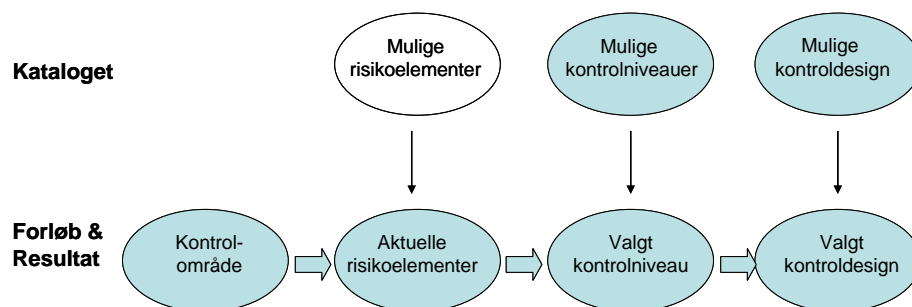 Kataloget
Mulige
risikoelementer
Mulige
kontrolniveauer
Mulige
kontroldesign
Forløb &
Resultat
Kontrol-
område
Aktuelle
risikoelementer
Valgt
kontrolniveau
Valgt
kontroldesign